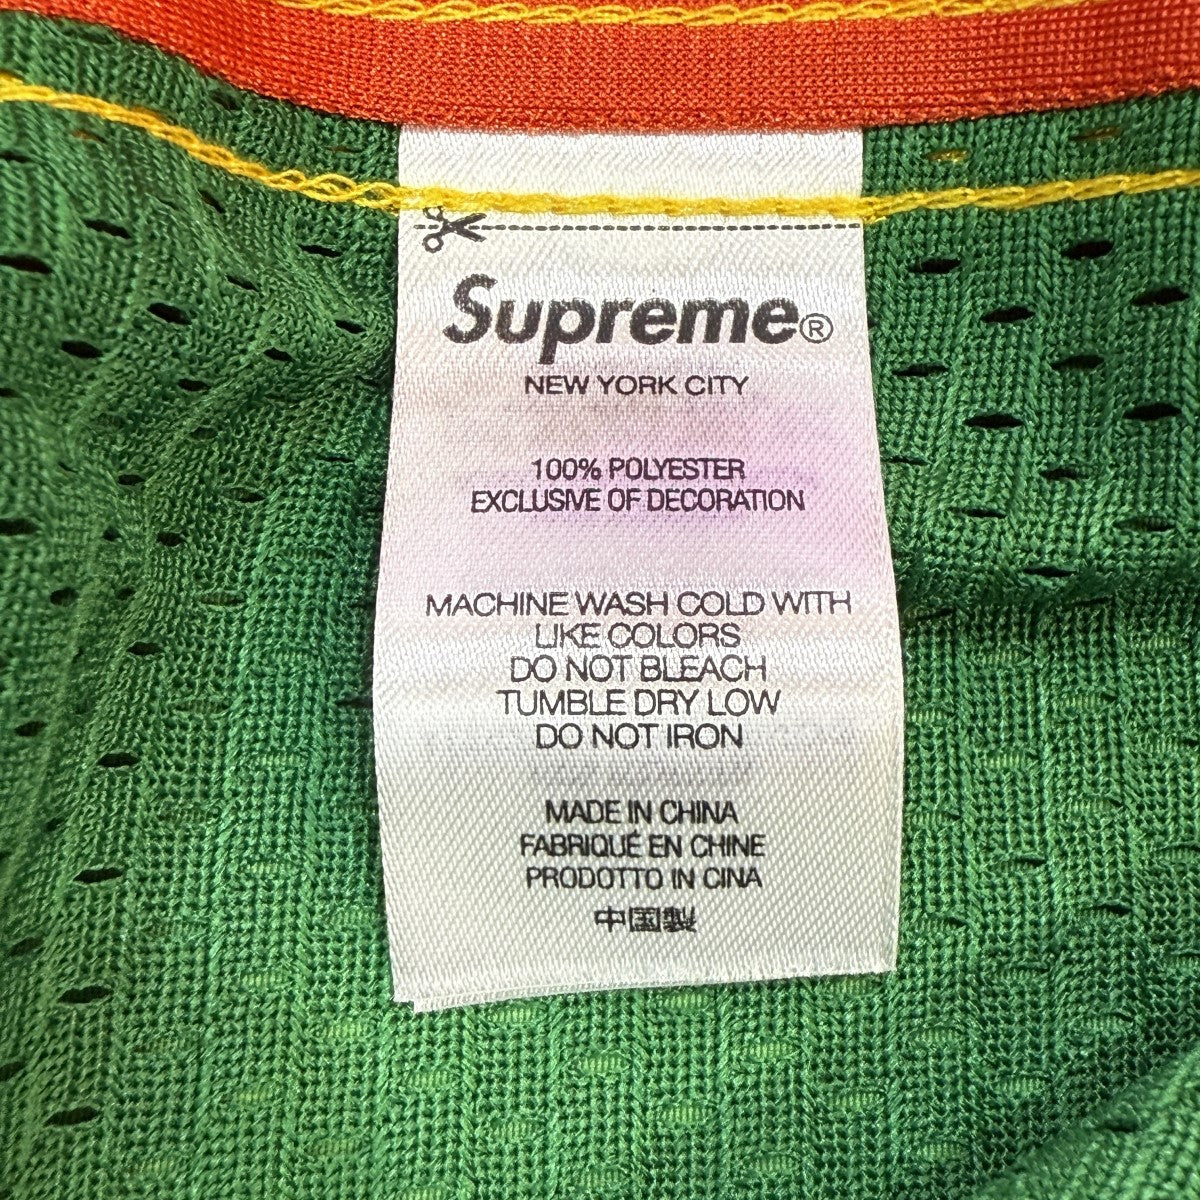 Supreme®
NEW YORK CITY
100% POLYESTER
EXCLUSIVE OF DECORATION
MACHINE WASH COLD WITH
LIKE COLORS
DO NOT BLEACH
TUMBLE DRY LOW
DO NOT IRON
MADE IN CHINA
FABRIQUÉ EN CHINE
PRODOTTO IN CINA
中国製